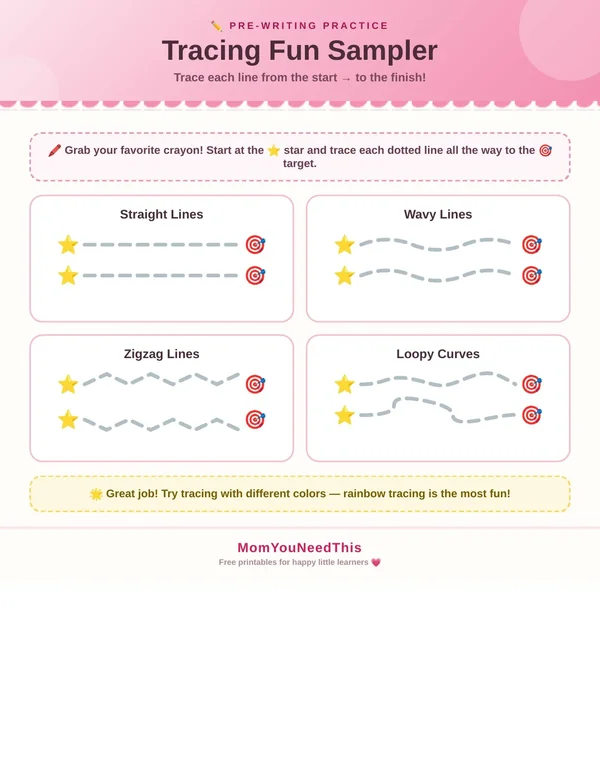 ✏️ PRE-WRITING PRACTICE
Tracing Fun Sampler
Trace each line from the start → to the finish!
🖍️ Grab your favorite crayon! Start at the ⭐ star and trace each dotted line all the way to the 🎯
target.
Straight Lines
Wavy Lines
Zigzag Lines
Loopy Curves
🌟 Great job! Try tracing with different colors — rainbow tracing is the most fun!
MomYouNeedThis
Free printables for happy little learners 💗